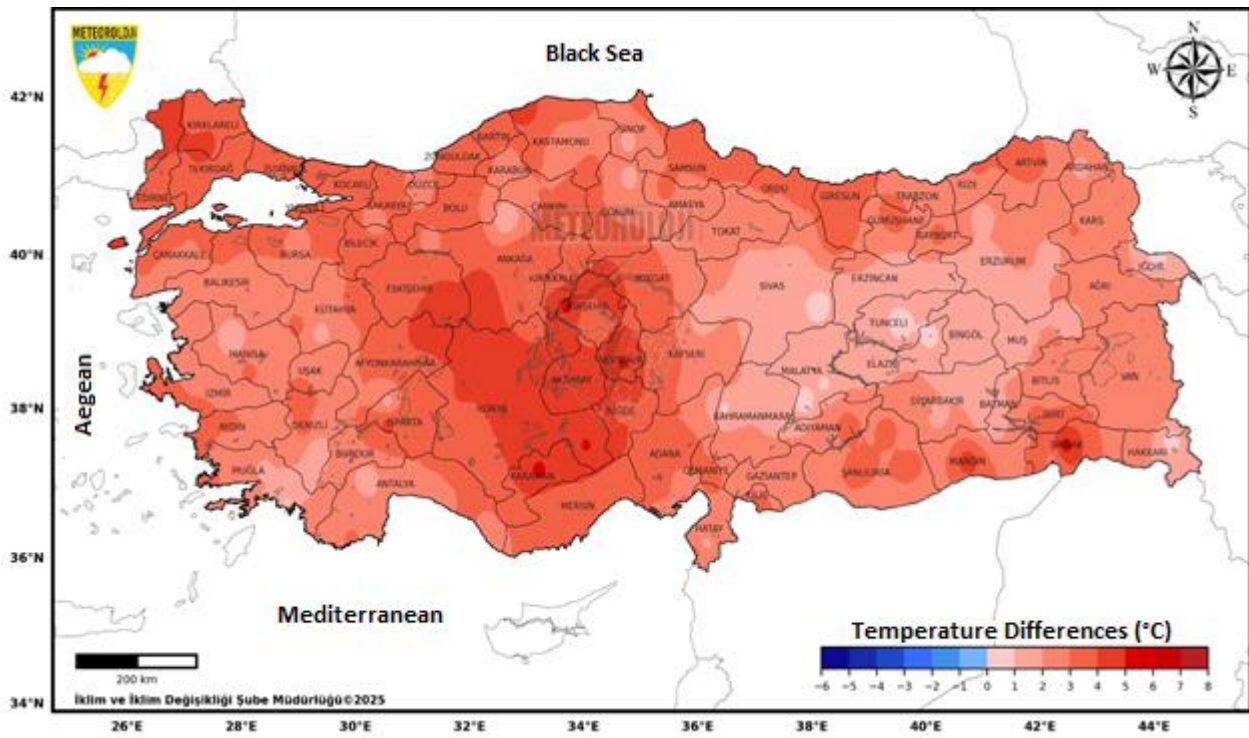 METEOROLOJİ
Black Sea
N
W E
S
42°N
40°N
38°N
36°N
34°N
KIRKLARELİ
TEKİRDAĞ
EDİRNE
KOCAELİ
DÜZCE
SAKARYA
ZONGULDAK
BARTIN
KARABÜK
KASTAMONU
SİNOP
SAMSUN
ORDU
GİRESUN
TRABZON
RİZE
ARTVİN
ARDAHAN
KARS
ÇANAKKALE
BALIKESİR
BURSA
BİLECİK
BOLU
ÇANKIRI
ÇORUM
AMASYA
TOKAT
GÜMÜŞHANE
BAYBURT
METEOROLOJİ
ANKARA
ESKİŞEHİR
KÜTAHYA
KIRIKKALE
YOZGAT
SİVAS
ERZİNCAN
ERZURUM
IĞDIR
AĞRI
MANİSA
UŞAK
AFYONKARAHİSAR
KIRŞEHİR
NEVŞEHİR
KAYSERİ
TUNCELİ
BİNGÖL
MUŞ
İZMİR
AYDIN
DENİZLİ
ISPARTA
KONYA
AKSARAY
NİĞDE
MALATYA
ELAZIĞ
DİYARBAKIR
BATMAN
BİTLİS
VAN
SİİRT
MUĞLA
BURDUR
ANTALYA
KARAMAN
MERSİN
ADANA
KAHRAMANMARAŞ
OSMANİYE
GAZİANTEP
ADIYAMAN
ŞANLIURFA
MARDİN
HAKKARİ
HATAY
Aegean
Mediterranean
Temperature Differences (°C)
−6 −5 −4 −3 −2 −1 0 1 2 3 4 5 6 7 8
200 km
İklim ve İklim Değişikliği Şube Müdürlüğü©2025
26°E 28°E 30°E 32°E 34°E 36°E 38°E 40°E 42°E 44°E